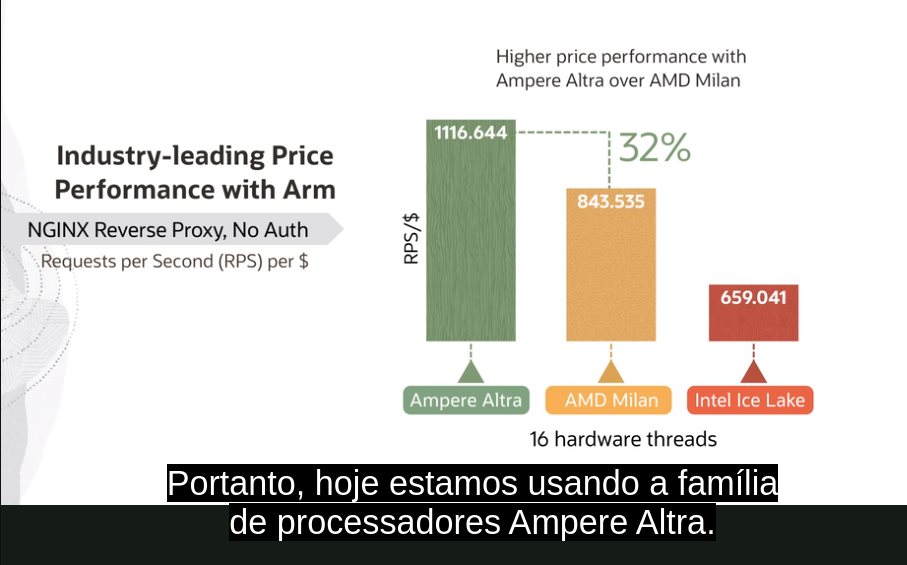 Higher price performance with
Ampere Altra over AMD Milan
Industry-leading Price
Performance with Arm
NGINX Reverse Proxy, No Auth
Requests per Second (RPS) per $
RPS/$
1116.644
32%
843.535
659.041
Ampere Altra
AMD Milan
Intel Ice Lake
16 hardware threads
Portanto, hoje estamos usando a família
de processadores Ampere Altra.